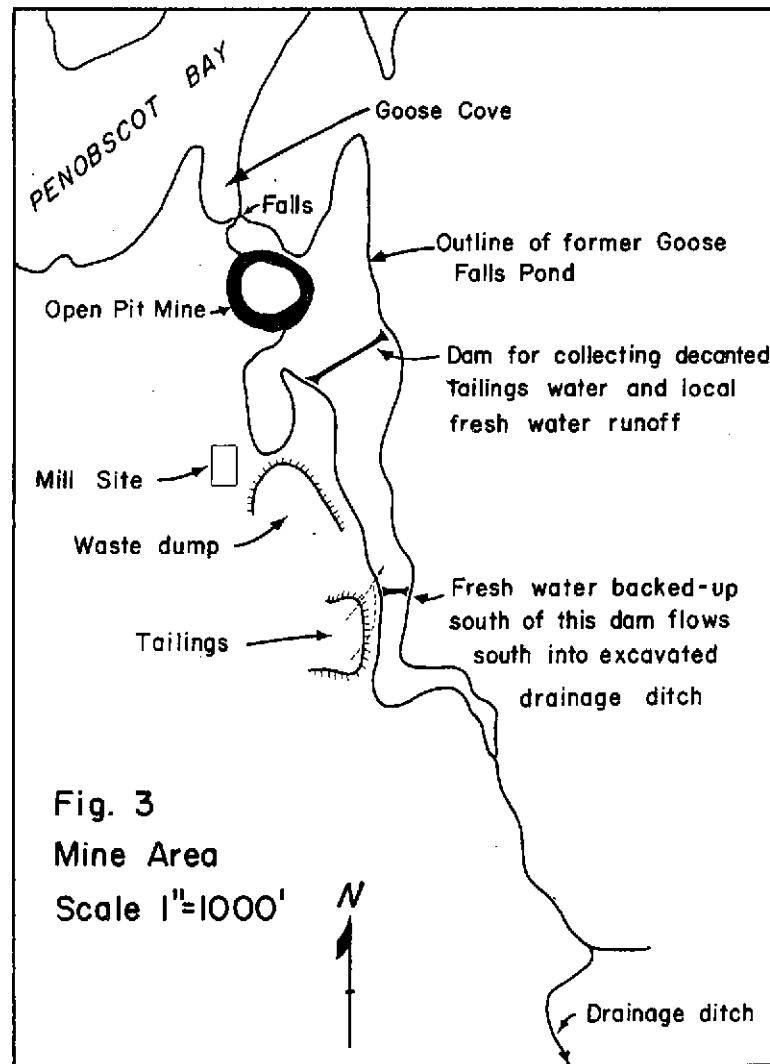 PENOBSCOT BAY
Goose Cove
Falls
Outline of former Goose
Falls Pond
Open Pit Mine
Dam for collecting decanted
Tailings water and local
fresh water runoff
Mill Site
Waste dump
Fresh water backed-up
south of this dam flows
south into excavated
drainage ditch
Tailings
Fig. 3
Mine Area
Scale 1"=1000'
N
Drainage ditch